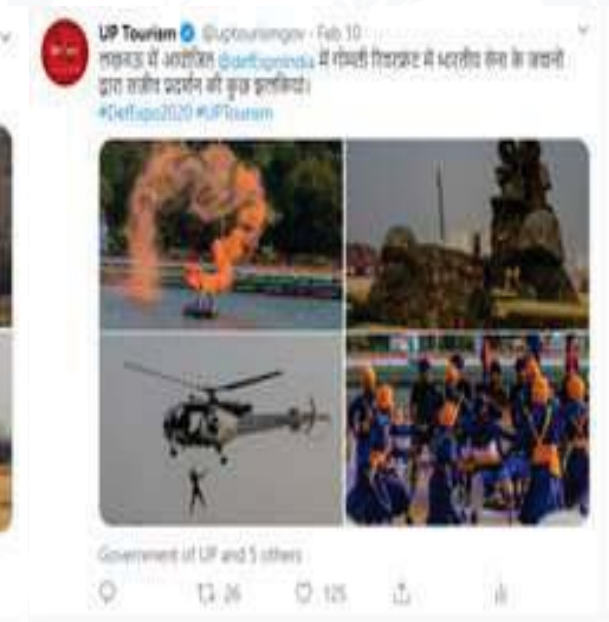 UP Tourism @uptourismgov · Feb 10
लखनऊ में आयोजित @defexpoindia में गोमती रिवरफ्रंट में भारतीय सेना के जवानों
द्वारा सजीव प्रदर्शन की कुछ झलकियां।
#DefExpo2020 #UPTourism
Government of UP and 5 others
26 125